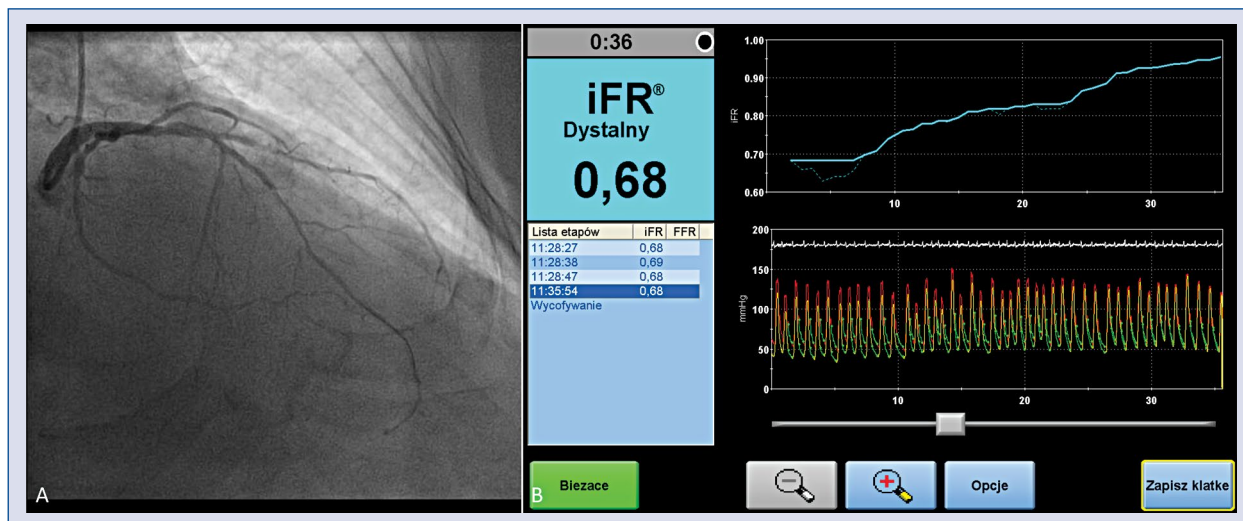 A
0:36
iFR®
Dystalny
0,68
Lista etapów iFR FFR
11:28:27 0,68
11:28:38 0,69
11:28:47 0,68
11:35:54 0,68
Wycofywanie
B
Biezace
1.00
0.90
0.80
0.70
0.60
iFR
10 20 30
200
150
100
50
0
mmHg
10 20 30
Opcje
Zapisz klatke